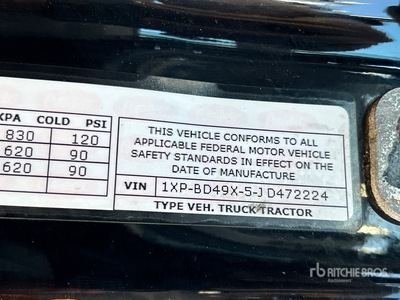 KPA COLD PSI
830 120
620 90
620 90
THIS VEHICLE CONFORMS TO ALL
APPLICABLE FEDERAL MOTOR VEHICLE
SAFETY STANDARDS IN EFFECT ON THE
DATE OF MANUFACTURE
VIN 1XP-BD49X-5-JD472224
TYPE VEH. TRUCK TRACTOR
rb RITCHIE BROS.
Auctioneers